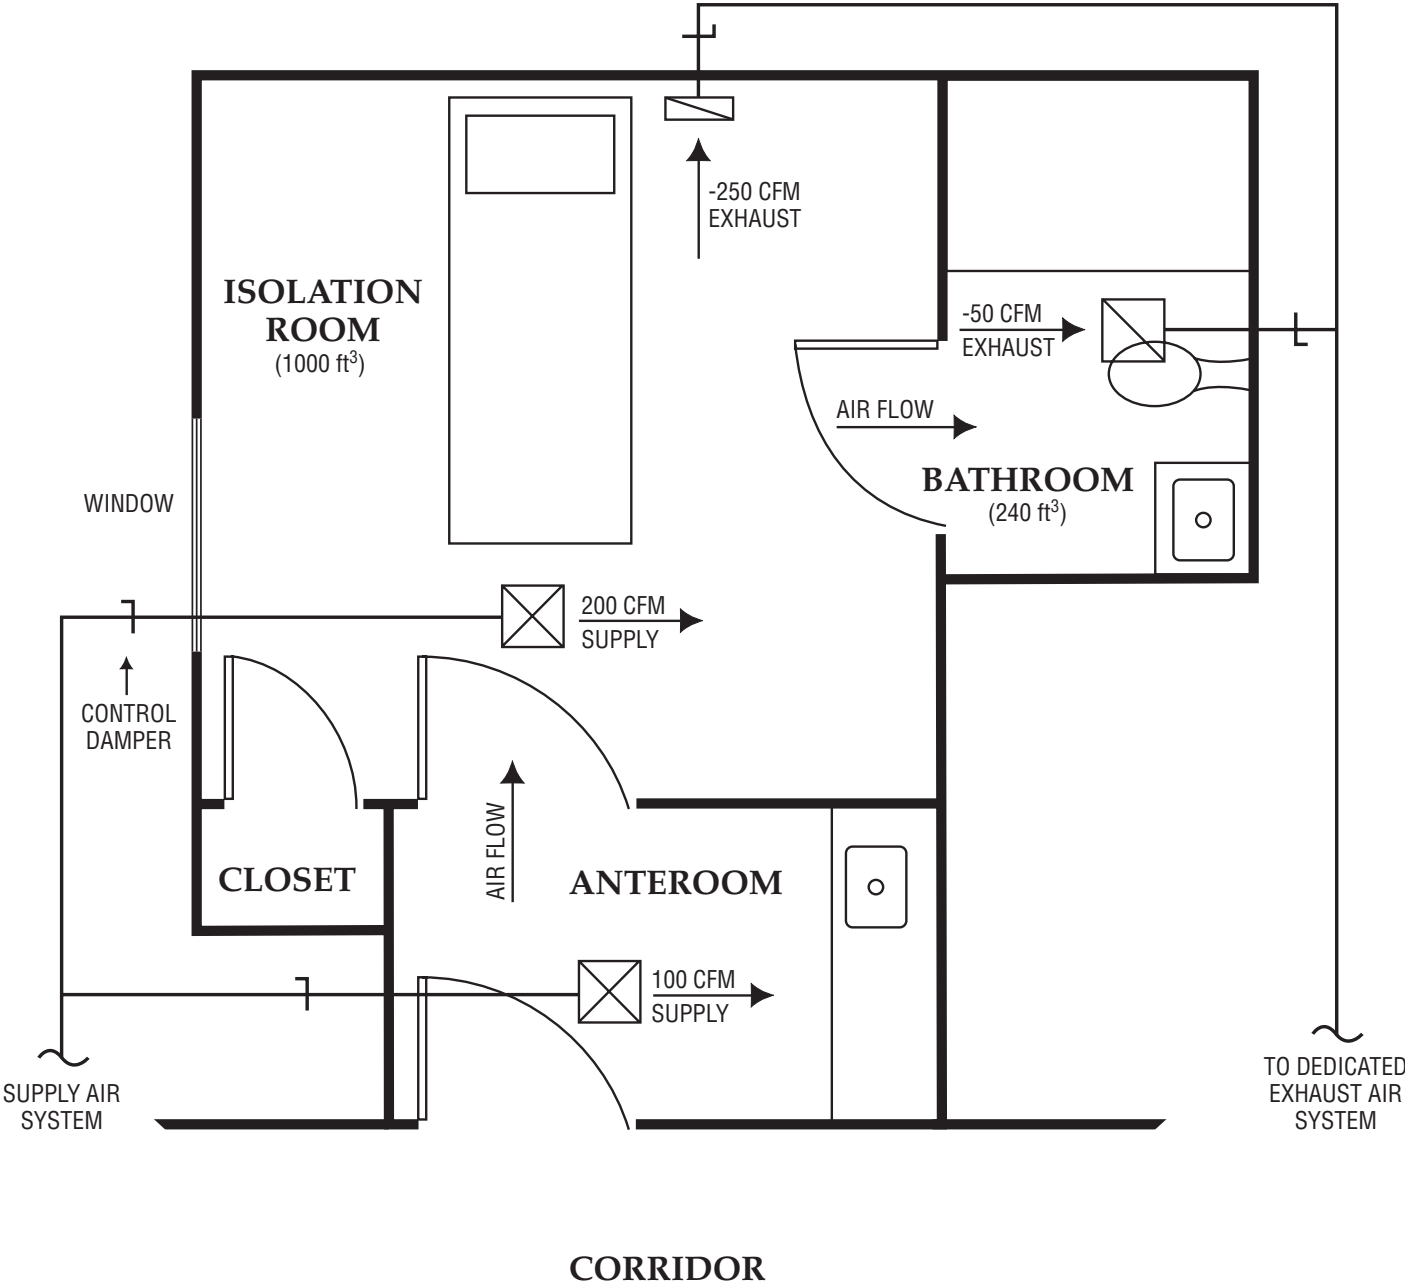 -250 CFM
EXHAUST
ISOLATION
ROOM
(1000 ft³)
-50 CFM
EXHAUST
AIR FLOW
BATHROOM
(240 ft³)
WINDOW
200 CFM
SUPPLY
CONTROL
DAMPER
AIR FLOW
CLOSET
ANTEROOM
100 CFM
SUPPLY
SUPPLY AIR
SYSTEM
TO DEDICATED
EXHAUST AIR
SYSTEM
CORRIDOR